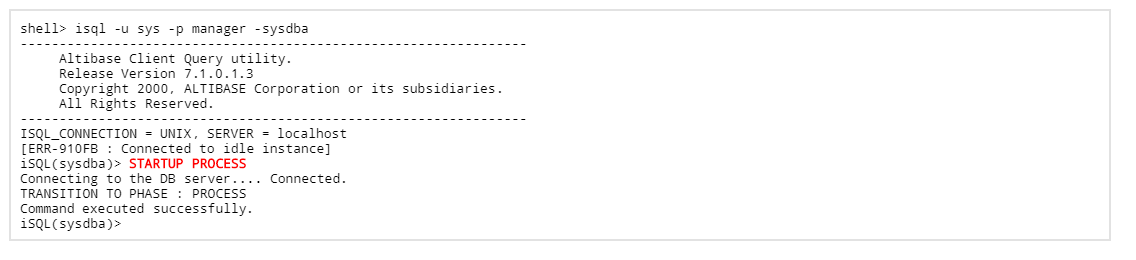 shell> isql -u sys -p manager -sysdba
-----------------------------------------------------------------
     Altibase Client Query utility.
     Release Version 7.1.0.1.3
     Copyright 2000, ALTIBASE Corporation or its subsidiaries.
     All Rights Reserved.
-----------------------------------------------------------------
ISQL_CONNECTION = UNIX, SERVER = localhost
[ERR-910FB : Connected to idle instance]
iSQL(sysdba)> STARTUP PROCESS
Connecting to the DB server.... Connected.
TRANSITION TO PHASE : PROCESS
Command executed successfully.
iSQL(sysdba)>